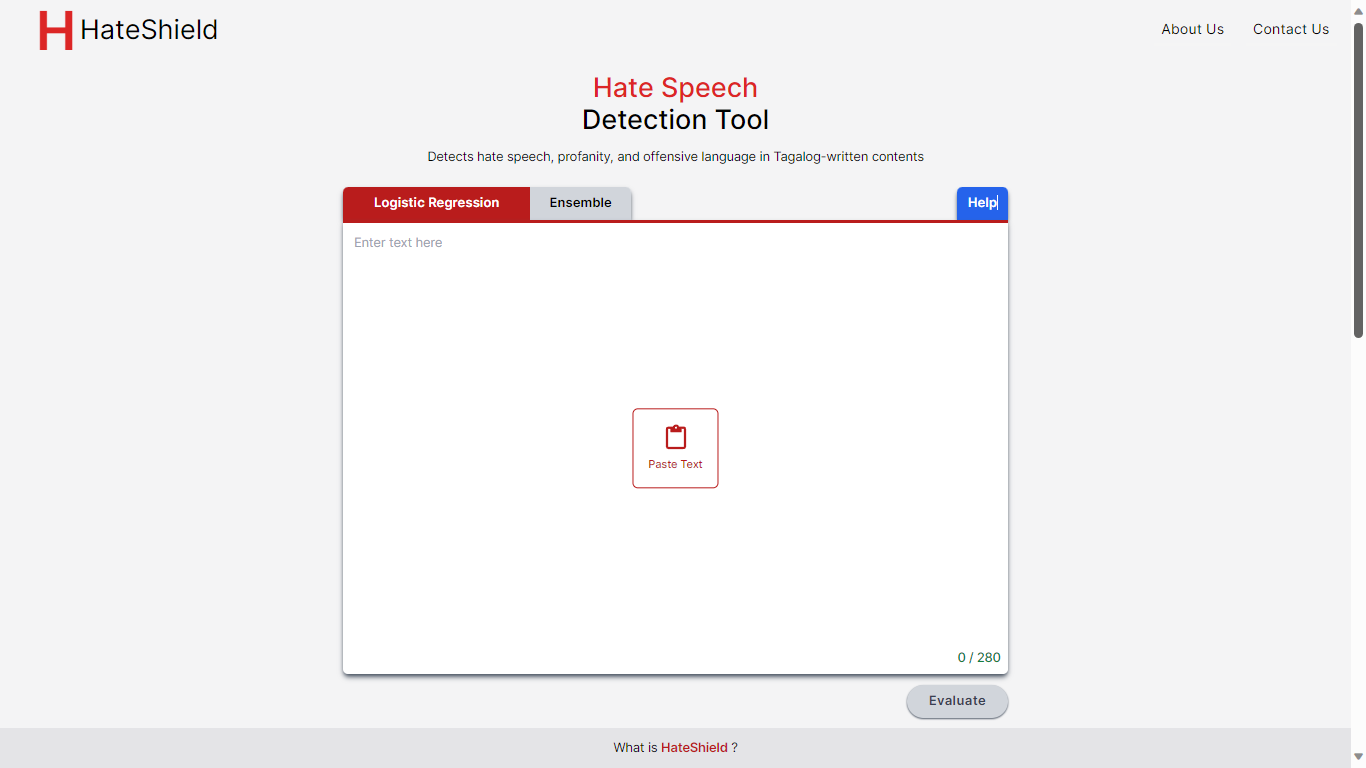 H HateShield
About Us
Contact Us
Hate Speech
Detection Tool
Detects hate speech, profanity, and offensive language in Tagalog-written contents
Logistic Regression
Ensemble
Help
Enter text here
Paste Text
0 / 280
Evaluate
What is HateShield ?